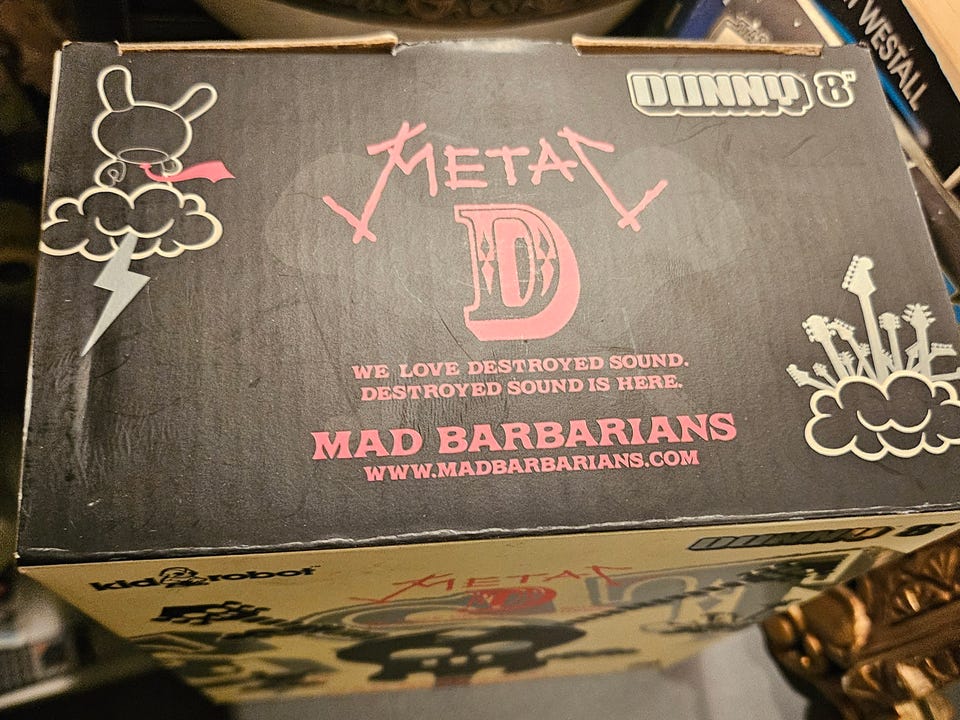 DUNNY 8"
METAL
D
WE LOVE DESTROYED SOUND.
DESTROYED SOUND IS HERE.
MAD BARBARIANS
WWW.MADBARBARIANS.COM
WESTALL
kidrobot
METAL
D
DUNNY 8"